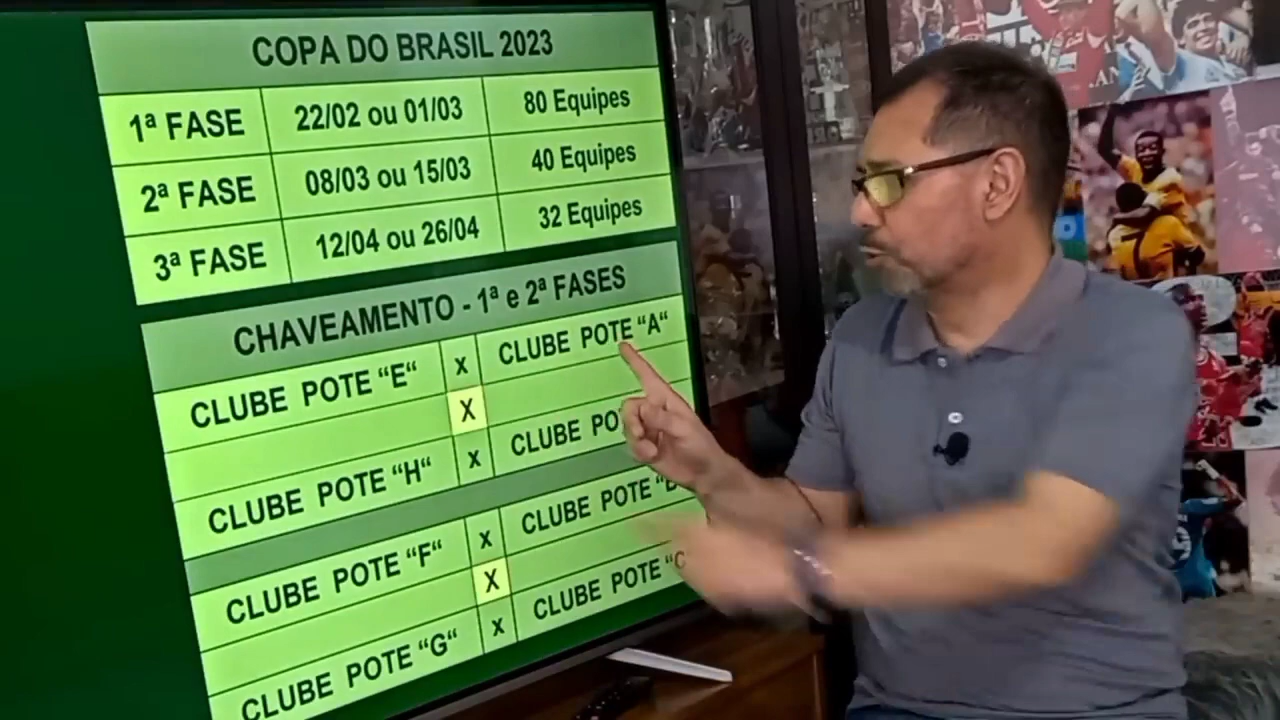 COPA DO BRASIL 2023
1ª FASE 22/02 ou 01/03 80 Equipes
2ª FASE 08/03 ou 15/03 40 Equipes
3ª FASE 12/04 ou 26/04 32 Equipes
CHAVEAMENTO - 1ª e 2ª FASES
CLUBE POTE “E“ x CLUBE POTE “A“
X
CLUBE POTE “H“ x CLUBE
CLUBE POTE “F“ x CLUBE POTE
X
CLUBE POTE “G“ x CLUBE POTE “C